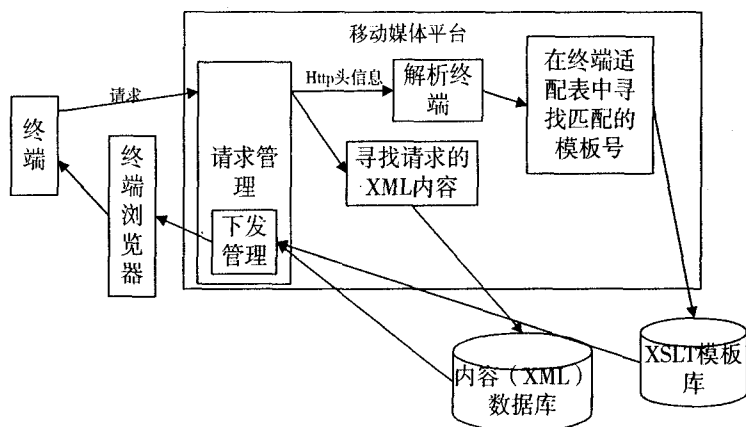 移动媒体平台
终端
请求
终端浏览器
请求管
理
下发
管理
Http头信息
解析终
端
寻找请求的
XML内容
在终端适
配表中寻
找匹配的
模板号
内容（XML）
数据库
XSLT模板
库